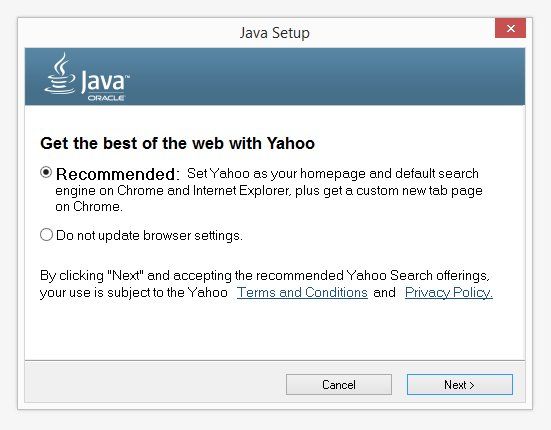 Java Setup
Java™
ORACLE
Get the best of the web with Yahoo
Recommended: Set Yahoo as your homepage and default search
engine on Chrome and Internet Explorer, plus get a custom new tab page
on Chrome.
Do not update browser settings.
By clicking "Next" and accepting the recommended Yahoo Search offerings,
your use is subject to the Yahoo Terms and Conditions and Privacy Policy.
Cancel Next >